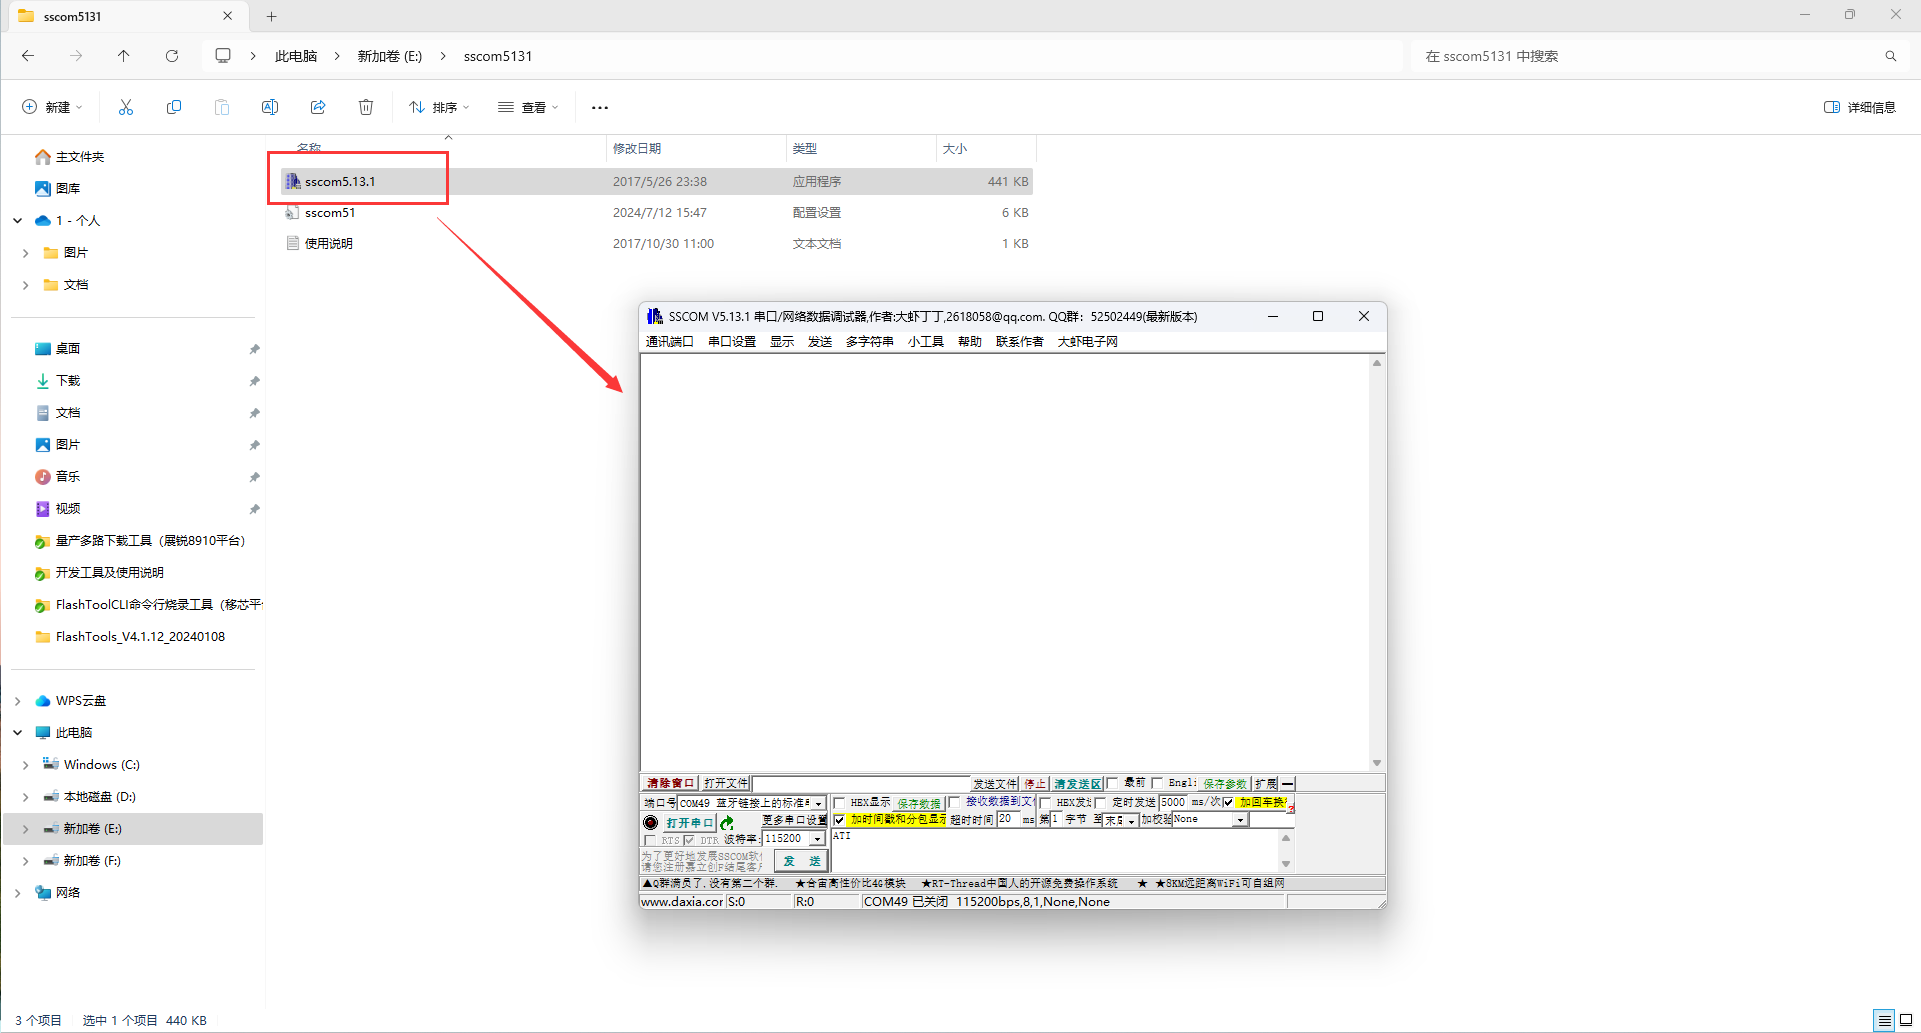 sscom5131
此电脑 新加卷 (E:) sscom5131 在 sscom5131 中搜索
新建 排序 查看 详细信息
主文件夹
图库
1 - 个人
图片
文档
桌面
下载
文档
图片
音乐
视频
量产多路下载工具（展锐8910平台）
开发工具及使用说明
FlashToolCLI命令行烧录工具（移芯平
FlashTools_V4.1.12_20240108
WPS云盘
此电脑
Windows (C:)
本地磁盘 (D:)
新加卷 (E:)
新加卷 (F:)
网络
名称 修改日期 类型 大小
sscom5.13.1 2017/5/26 23:38 应用程序 441 KB
sscom51 2024/7/12 15:47 配置设置 6 KB
使用说明 2017/10/30 11:00 文本文档 1 KB
SSCOM V5.13.1 串口/网络数据调试器,作者:大虾丁丁,2618058@qq.com. QQ群: 52502449(最新版本)
通讯端口 串口设置 显示 发送 多字符串 小工具 帮助 联系作者 大虾电子网
清除窗口 打开文件 发送文件 停止 清发送区 最前 Engli 保存参数 扩展 —
端口号 COM49 蓝牙链接上的标准 HEX显示 保存数据 接收数据到文 HEX发 定时发送 5000 ms/次 加回车换
打开串口 更多串口设置 加时间戳和分包显示 超时时间 20 ms 第 1 字节 至 末 加校验 None
RTS DTR 波特率: 115200 ATI
为了更好地发展SSCOM软
请您注册嘉立创F结尾客
发 送
▲Q群满员了,没有第二个群. ★合宙高性价比4G模块 ★RT-Thread中国人的开源免费操作系统 ★ ★8KM远距离WiFi可自组网
www.daxia.cor S:0 R:0 COM49 已关闭 115200bps,8,1,None,None
3 个项目 选中 1 个项目 440 KB